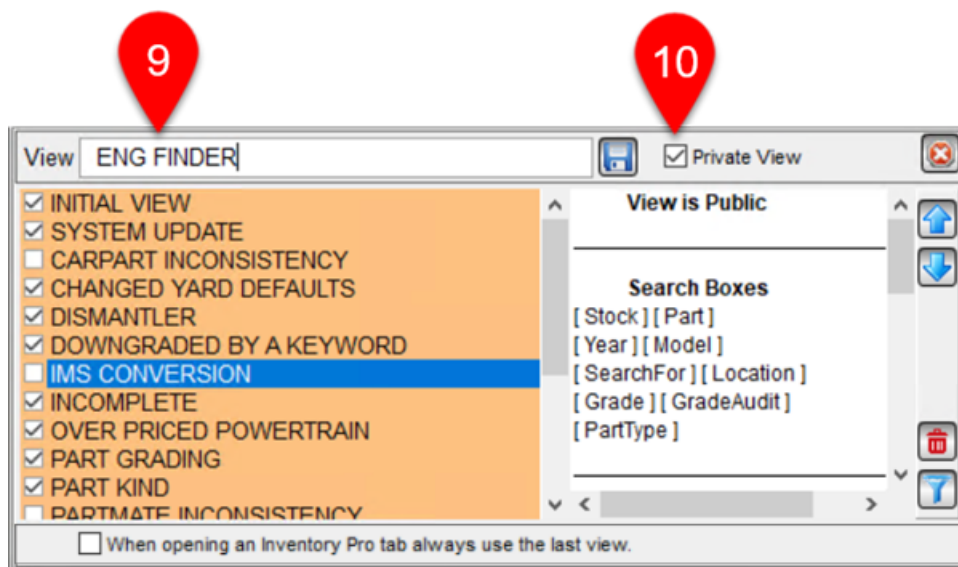 9
10
View ENG FINDER
Private View
INITIAL VIEW
SYSTEM UPDATE
CARPART INCONSISTENCY
CHANGED YARD DEFAULTS
DISMANTLER
DOWNGRADED BY A KEYWORD
IMS CONVERSION
INCOMPLETE
OVER PRICED POWERTRAIN
PART GRADING
PART KIND
PARTMATE INCONSISTENCY
View is Public
Search Boxes
[ Stock ] [ Part ]
[ Year ] [ Model ]
[ SearchFor ] [ Location ]
[ Grade ] [ GradeAudit ]
[ PartType ]
When opening an Inventory Pro tab always use the last view.